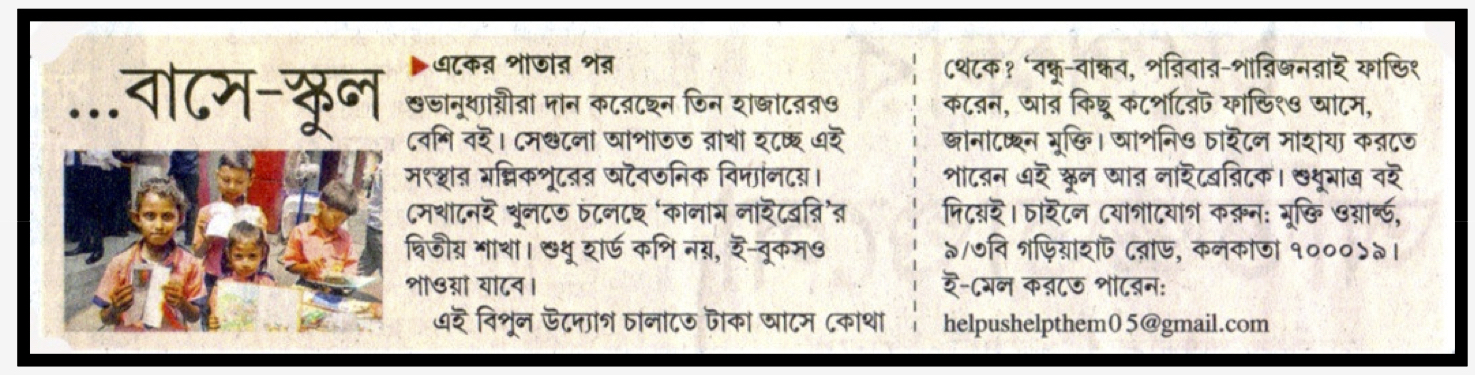 ...বাসে-স্কুল
▶একের পাতার পর
শুভানুধ্যায়ীরা দান করেছেন তিন হাজারেরও
বেশি বই। সেগুলো আপাতত রাখা হচ্ছে এই
সংস্থার মল্লিকপুরের অবৈতনিক বিদ্যালয়ে।
সেখানেই খুলতে চলেছে ‘কালাম লাইব্রেরি’র
দ্বিতীয় শাখা। শুধু হার্ড কপি নয়, ই-বুকসও
পাওয়া যাবে।
এই বিপুল উদ্যোগ চালাতে টাকা আসে কোথা
থেকে? ‘বন্ধু-বান্ধব, পরিবার-পারিজনরাই ফান্ডিং
করেন, আর কিছু কর্পোরেট ফান্ডিংও আসে,
জানাচ্ছেন মুক্তি। আপনিও চাইলে সাহায্য করতে
পারেন এই স্কুল আর লাইব্রেরিকে। শুধুমাত্র বই
দিয়েই। চাইলে যোগাযোগ করুন: মুক্তি ওয়ার্ল্ড,
৯/৩বি গড়িয়াহাট রোড, কলকাতা ৭০০০১৯।
ই-মেল করতে পারেন:
helpushelpthem05@gmail.com